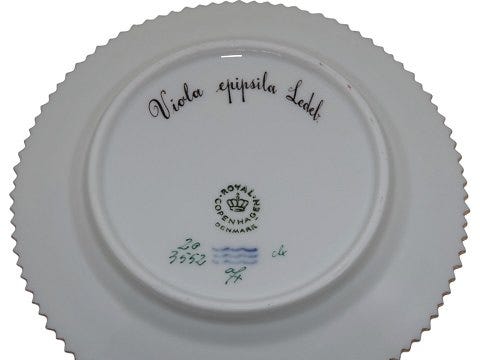 Viola epipsila Ledeb.
ROYAL
COPENHAGEN
DENMARK
20
3552